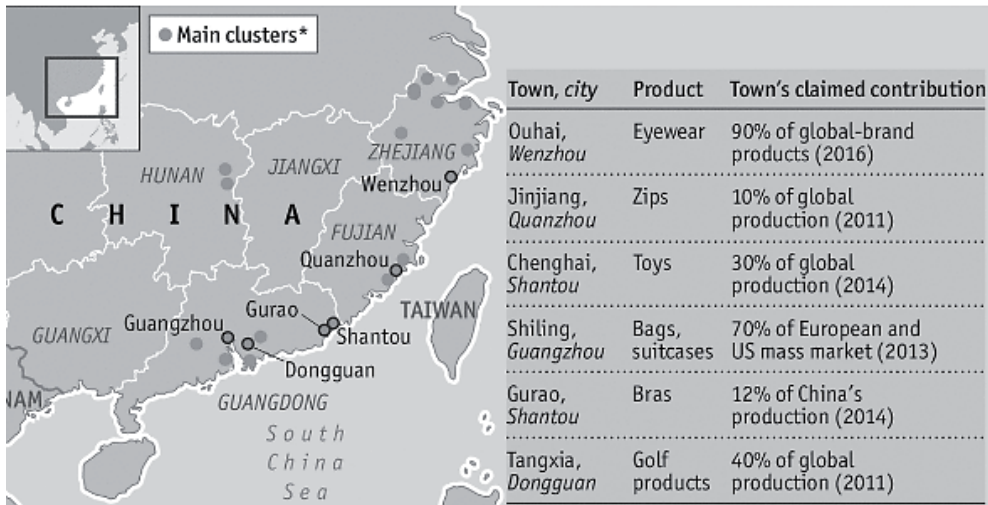 Main clusters*
ZHEJIANG
HUNAN
JIANGXI
Wenzhou
C H I N A
FUJIAN
Quanzhou
TAIWAN
Gurao
Guangzhou
GUANGXI
Shantou
Dongguan
NAM
GUANGDONG
South
China
Sea
Town, city Product Town's claimed contribution
Ouhai, Eyewear 90% of global-brand
Wenzhou products (2016)
Jinjiang, Zips 10% of global
Quanzhou production (2011)
Chenghai, Toys 30% of global
Shantou production (2014)
Shiling, Bags, 70% of European and
Guangzhou suitcases US mass market (2013)
Gurao, Bras 12% of China's
Shantou production (2014)
Tangxia, Golf 40% of global
Dongguan products production (2011)